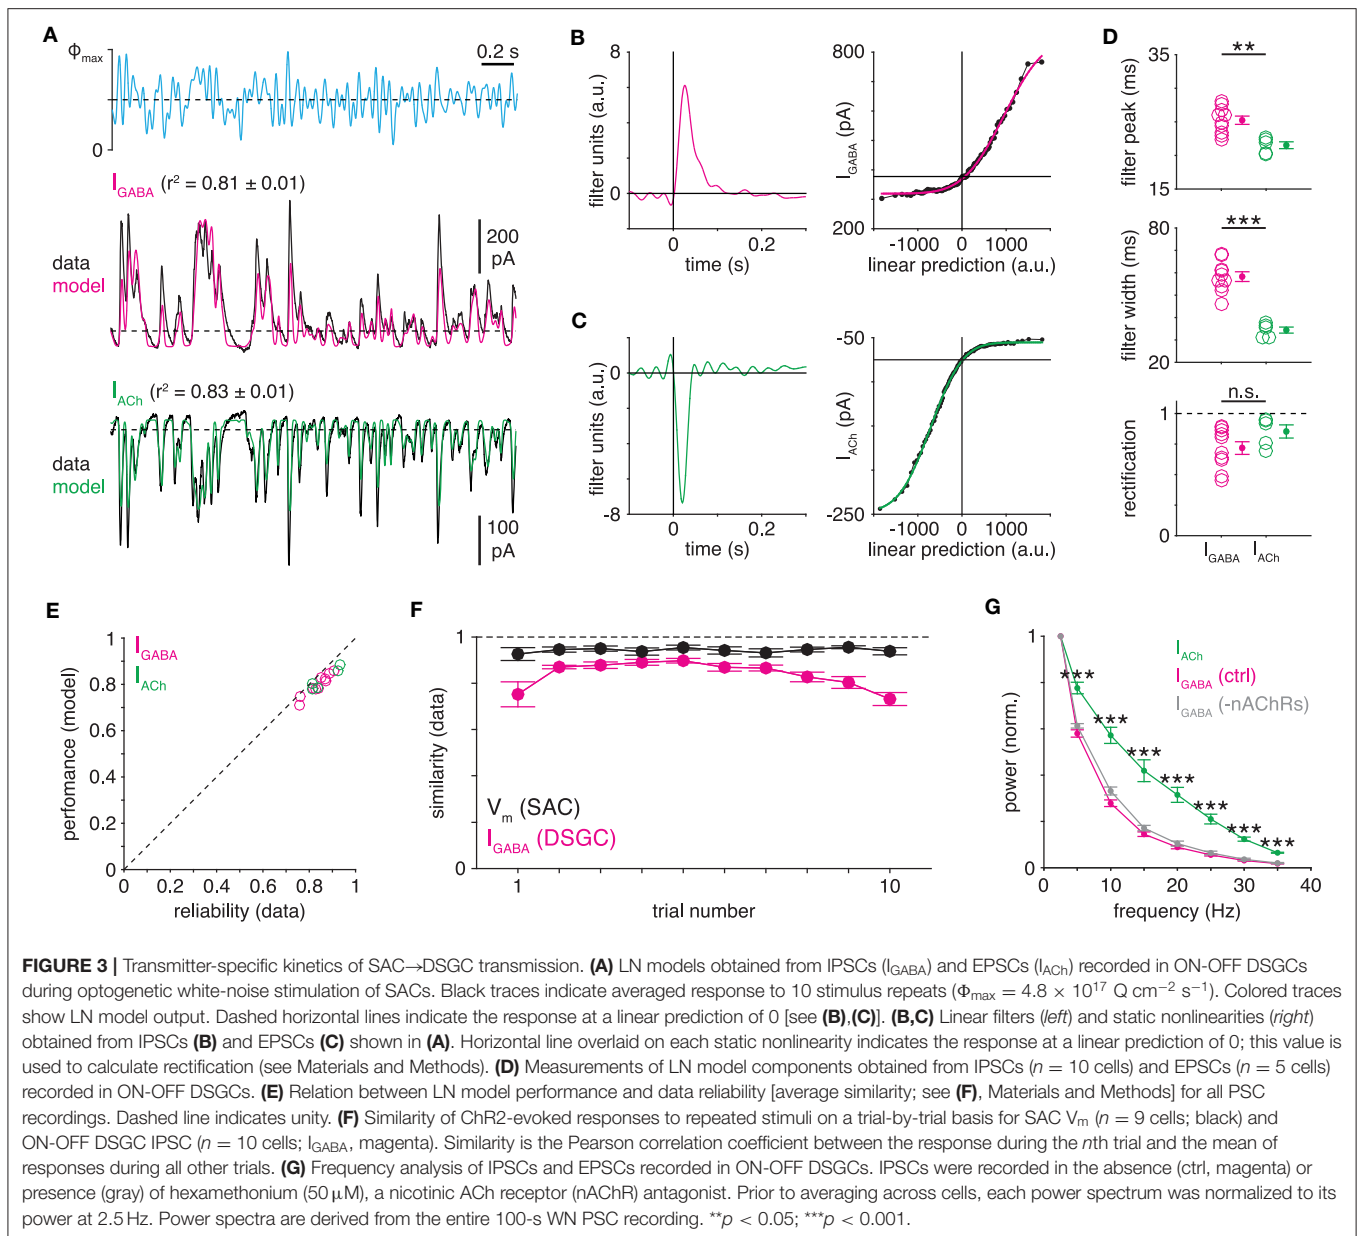 A
Φmax
0
0.2 s
IGABA (r2 = 0.81 ± 0.01)
data
model
200
pA
IACh (r2 = 0.83 ± 0.01)
data
model
100
pA
B
8
filter units (a.u.)
0
0
0.2
time (s)
800
IGABA (pA)
200
-1000
0
1000
linear prediction (a.u.)
C
0
filter units (a.u.)
-8
0
0.2
time (s)
-50
IACh (pA)
-250
-1000
0
1000
linear prediction (a.u.)
D
35
**
filter peak (ms)
15
80
***
filter width (ms)
20
n.s.
1
rectification
0
IGABA
IACh
E
1
IGABA
IACh
0.8
0.6
0.4
0.2
0
perfomance (model)
0
0.2
0.4
0.6
0.8
1
reliability (data)
F
1
similarity (data)
Vm (SAC)
IGABA (DSGC)
0
1
10
trial number
G
1
IACh
IGABA (ctrl)
IGABA (-nAChRs)
***
***
***
***
***
***
***
power (norm.)
0
0
10
20
30
40
frequency (Hz)
FIGURE 3 | Transmitter-specific kinetics of SAC→DSGC transmission. (A) LN models obtained from IPSCs (IGABA) and EPSCs (IACh) recorded in ON-OFF DSGCs
during optogenetic white-noise stimulation of SACs. Black traces indicate averaged response to 10 stimulus repeats (Φmax = 4.8 × 10¹⁷ Q cm⁻² s⁻¹). Colored traces
show LN model output. Dashed horizontal lines indicate the response at a linear prediction of 0 [see (B),(C)]. (B,C) Linear filters (left) and static nonlinearities (right)
obtained from IPSCs (B) and EPSCs (C) shown in (A). Horizontal line overlaid on each static nonlinearity indicates the response at a linear prediction of 0; this value is
used to calculate rectification (see Materials and Methods). (D) Measurements of LN model components obtained from IPSCs (n = 10 cells) and EPSCs (n = 5 cells)
recorded in ON-OFF DSGCs. (E) Relation between LN model performance and data reliability [average similarity; see (F), Materials and Methods] for all PSC
recordings. Dashed line indicates unity. (F) Similarity of ChR2-evoked responses to repeated stimuli on a trial-by-trial basis for SAC Vm (n = 9 cells; black) and
ON-OFF DSGC IPSC (n = 10 cells; IGABA, magenta). Similarity is the Pearson correlation coefficient between the response during the nth trial and the mean of
responses during all other trials. (G) Frequency analysis of IPSCs and EPSCs recorded in ON-OFF DSGCs. IPSCs were recorded in the absence (ctrl, magenta) or
presence (gray) of hexamethonium (50 μM), a nicotinic ACh receptor (nAChR) antagonist. Prior to averaging across cells, each power spectrum was normalized to its
power at 2.5 Hz. Power spectra are derived from the entire 100-s WN PSC recording. **p < 0.05; ***p < 0.001.